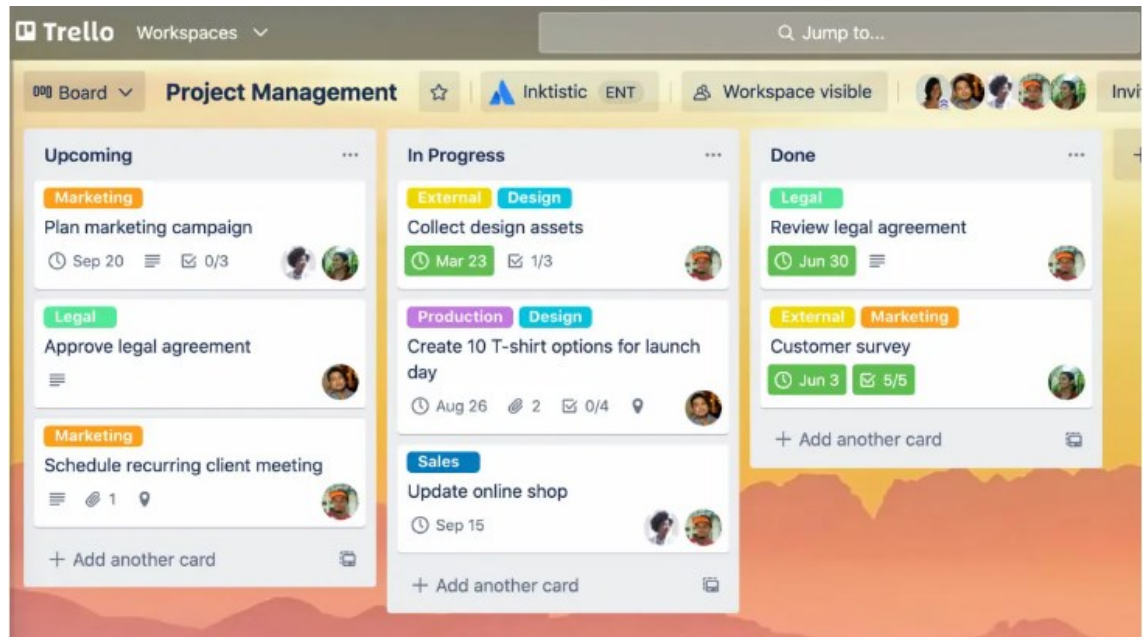 Trello Workspaces Jump to...
Board Project Management Inktistic ENT Workspace visible Invi
Upcoming
Marketing
Plan marketing campaign
Sep 20 0/3
Legal
Approve legal agreement
Marketing
Schedule recurring client meeting
1
+ Add another card
In Progress
External Design
Collect design assets
Mar 23 1/3
Production Design
Create 10 T-shirt options for launch
day
Aug 26 2 0/4
Sales
Update online shop
Sep 15
+ Add another card
Done
Legal
Review legal agreement
Jun 30
External Marketing
Customer survey
Jun 3 5/5
+ Add another card